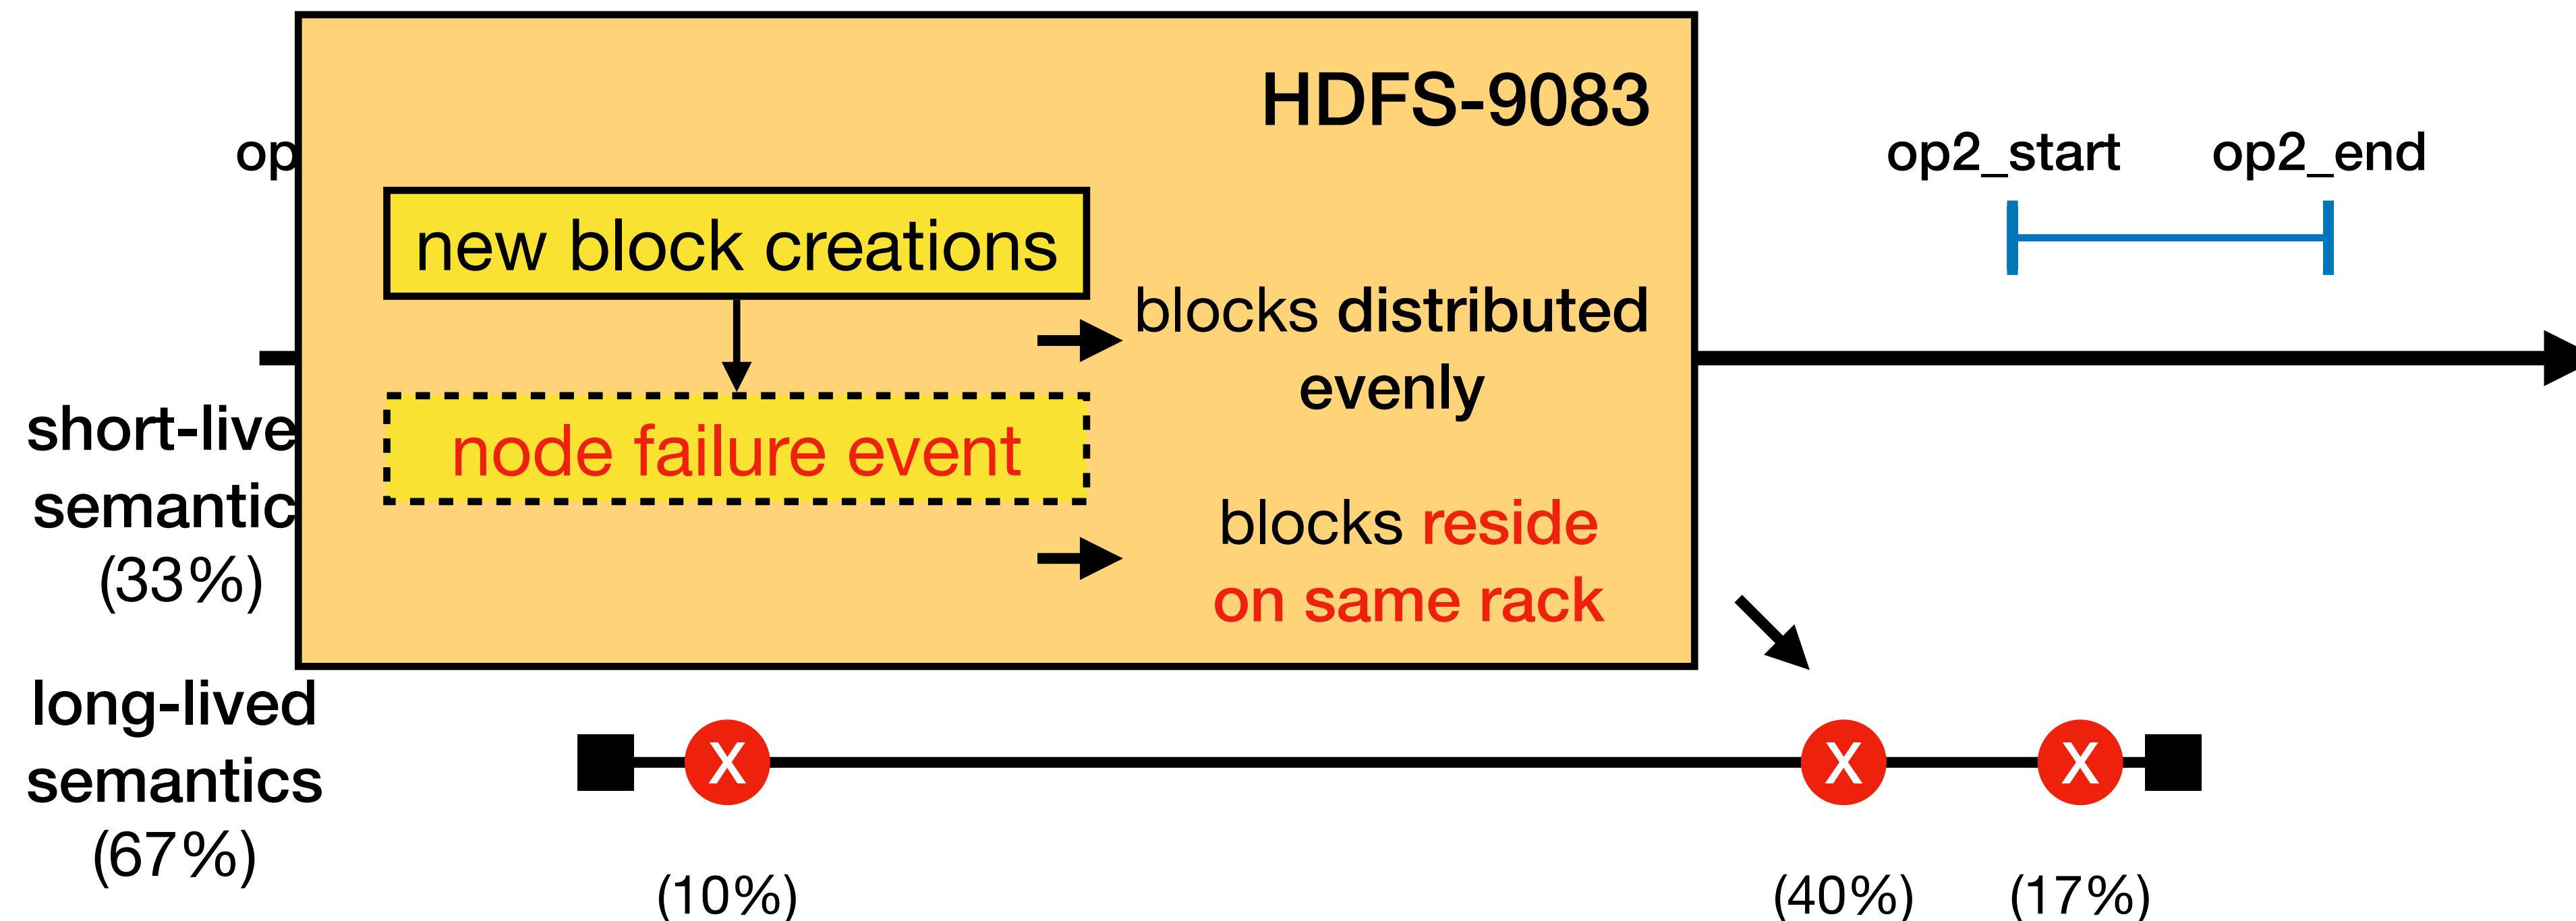 HDFS-9083
op
op2_start
op2_end
new block creations
blocks distributed
evenly
node failure event
blocks reside
on same rack
short-live
semantic
(33%)
long-lived
semantics
(67%)
X
X
X
(10%)
(40%)
(17%)